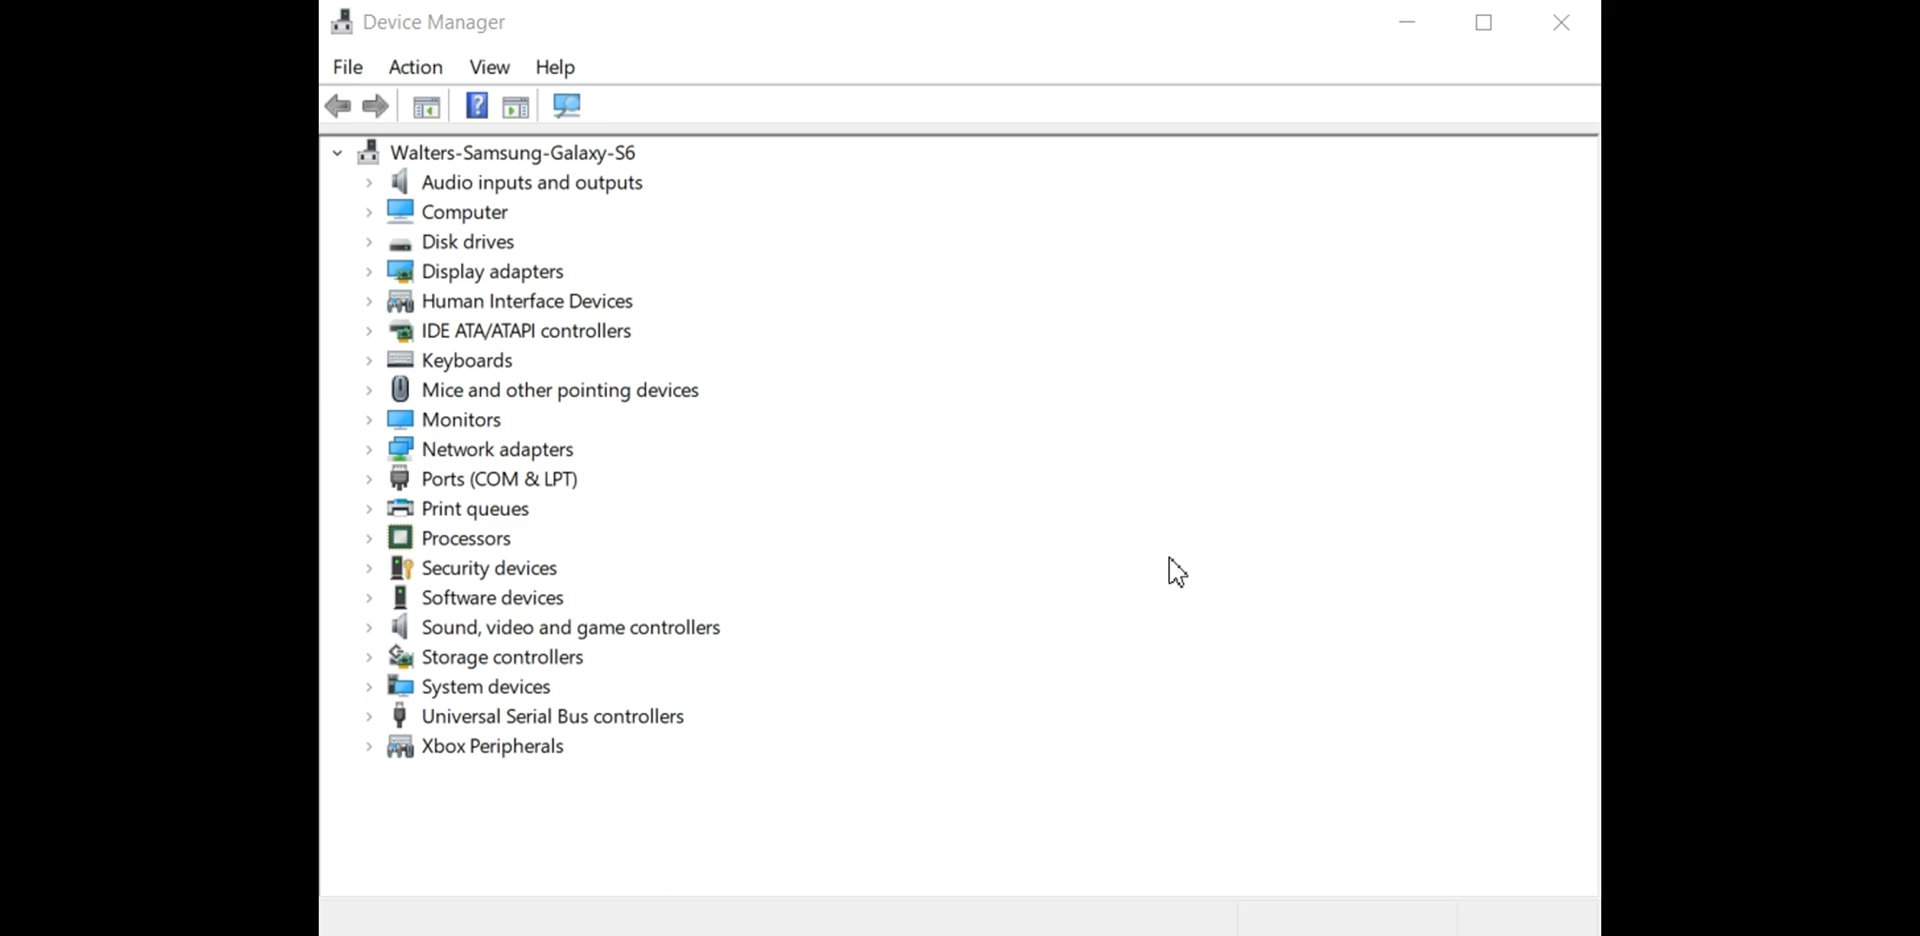 Device Manager
File Action View Help
Walters-Samsung-Galaxy-S6
Audio inputs and outputs
Computer
Disk drives
Display adapters
Human Interface Devices
IDE ATA/ATAPI controllers
Keyboards
Mice and other pointing devices
Monitors
Network adapters
Ports (COM & LPT)
Print queues
Processors
Security devices
Software devices
Sound, video and game controllers
Storage controllers
System devices
Universal Serial Bus controllers
Xbox Peripherals